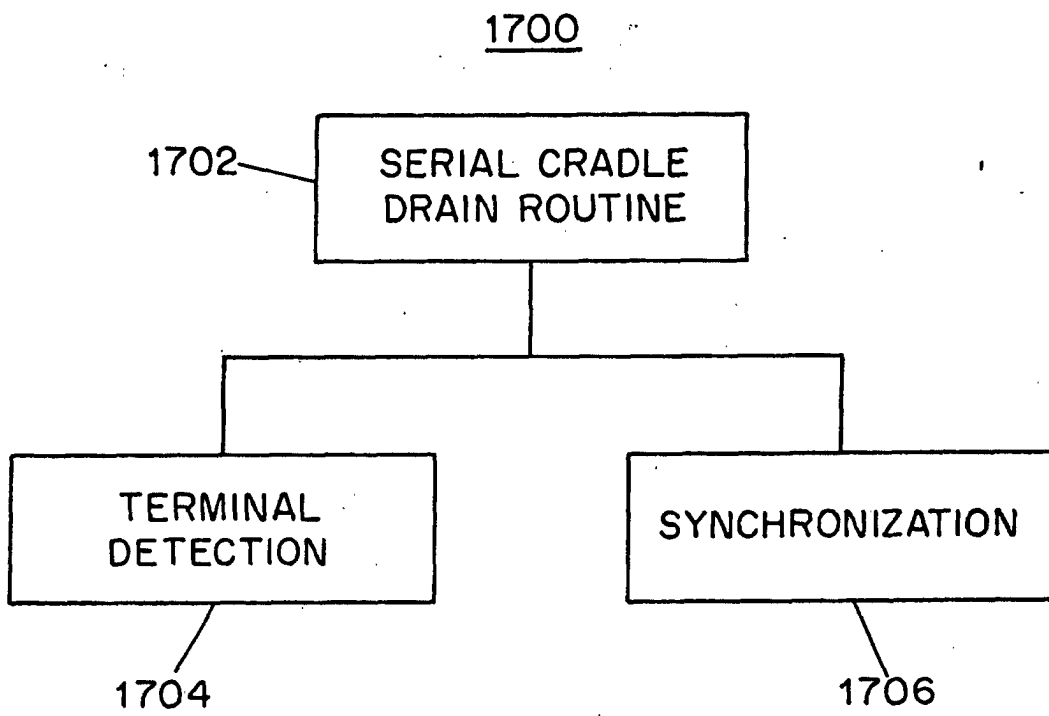 1700
1702
SERIAL CRADLE
DRAIN ROUTINE
TERMINAL
DETECTION
SYNCHRONIZATION
1704
1706